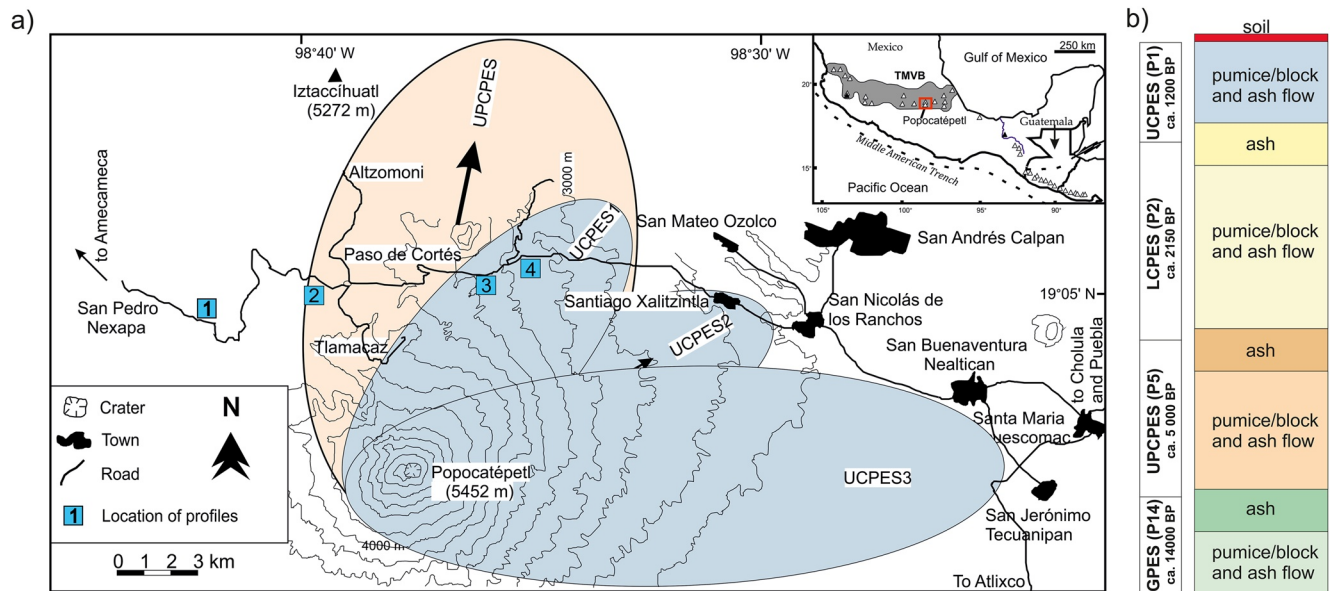 a)
98°40' W
98°30' W
Iztaccíhuatl
(5272 m)
UPCPES
to Amecameca
Altzomoni
3000 m
UCPES1
Paso de Cortés
San Mateo Ozolco
San Andrés Calpan
1
2
3
4
San Pedro
Nexapa
Santiago Xalitzintla
19°05' N
San Nicolás de
los Ranchos
Tlamacaz
UCPES2
San Buenaventura
Nealtican
to Cholula
and Puebla
Santa Maria
uescomac
Popocatépetl
(5452 m)
UCPES3
San Jerónimo
Tecuanipan
4000 m
To Atlixco
Crater
N
Town
Road
1
Location of profiles
0 1 2 3 km
Mexico
250 km
Gulf of Mexico
TMVB
20°
Popocatépetl
Guatemala
Middle American Trench
15°
Pacific Ocean
105°
100°
95°
90°
b)
soil
UCPES (P1)
ca. 1200 BP
pumice/block
and ash flow
ash
LCPES (P2)
ca. 2150 BP
pumice/block
and ash flow
ash
UPCPES (P5)
ca. 5 000 BP
pumice/block
and ash flow
ash
GPES (P14)
ca. 14000 BP
pumice/block
and ash flow